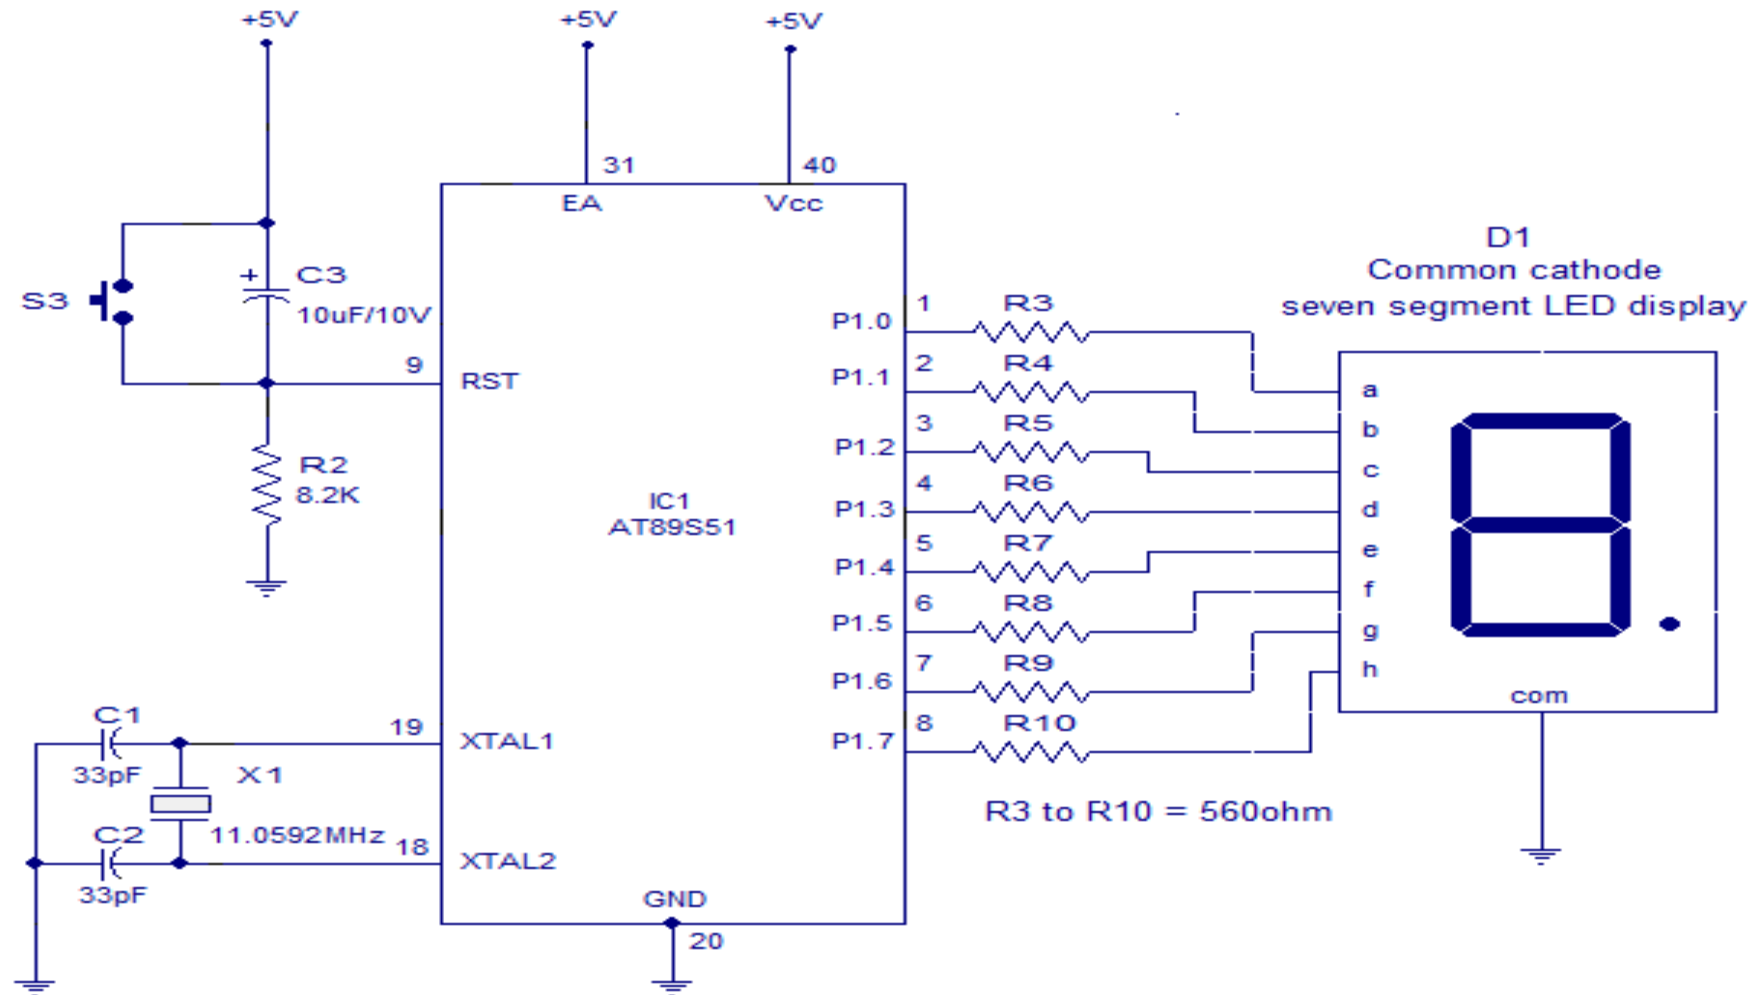 +5V
+5V
+5V
31
40
EA
Vcc
D1
Common cathode
seven segment LED display
S3
+
C3
10uF/10V
9
RST
R2
8.2K
IC1
AT89S51
P1.0
1
R3
a
P1.1
2
R4
b
P1.2
3
R5
c
P1.3
4
R6
d
P1.4
5
R7
e
P1.5
6
R8
f
P1.6
7
R9
g
P1.7
8
R10
h
com
R3 to R10 = 560ohm
C1
33pF
19
XTAL1
X1
11.0592MHz
C2
33pF
18
XTAL2
GND
20